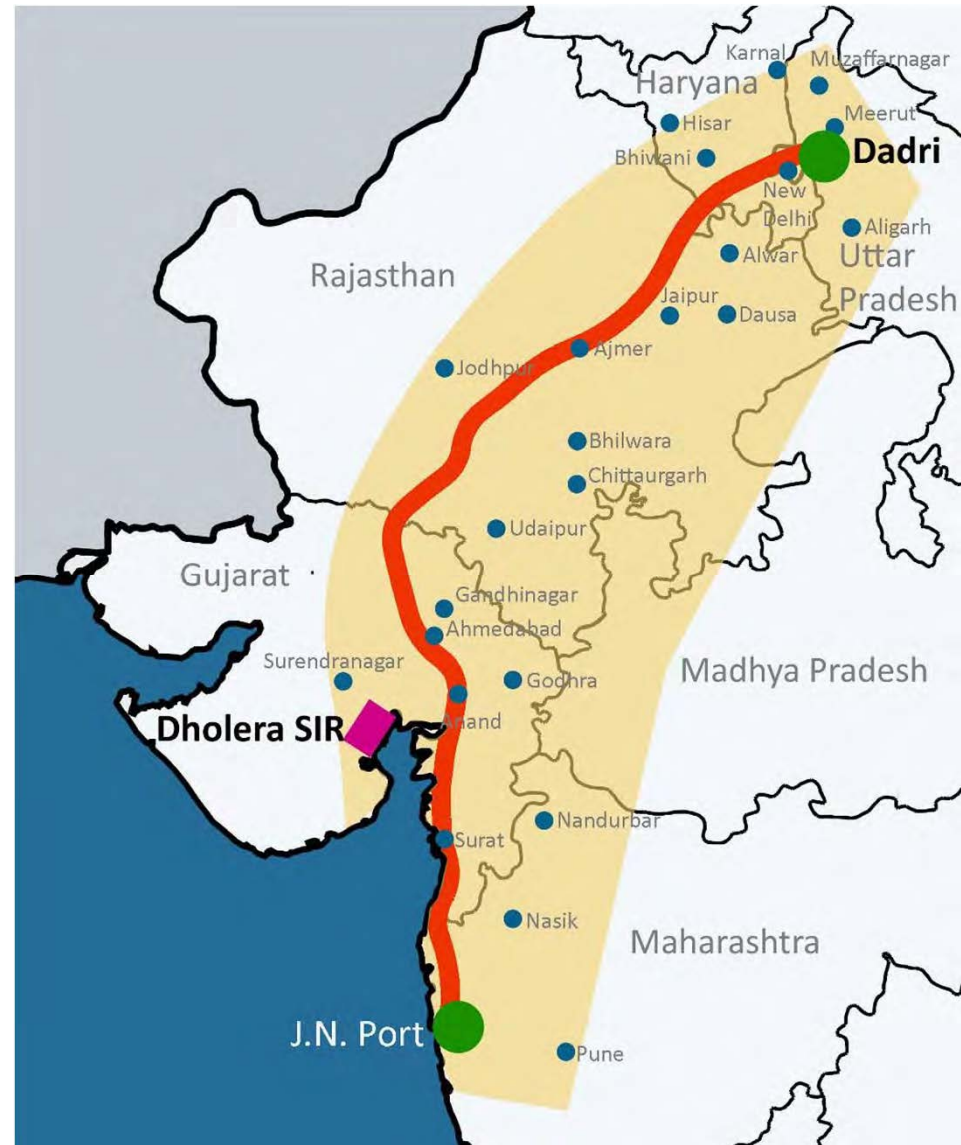 Karnal
Muzaffarnagar
Haryana
Hisar
Meerut
Bhiwani
Dadri
New
Delhi
Aligarh
Alwar
Uttar
Pradesh
Rajasthan
Jaipur
Dausa
Ajmer
Jodhpur
Bhilwara
Chittaurgarh
Udaipur
Gujarat
Gandhinagar
Ahmedabad
Surendranagar
Godhra
Madhya Pradesh
Anand
Dholera SIR
Nandurbar
Surat
Nasik
Maharashtra
J.N. Port
Pune